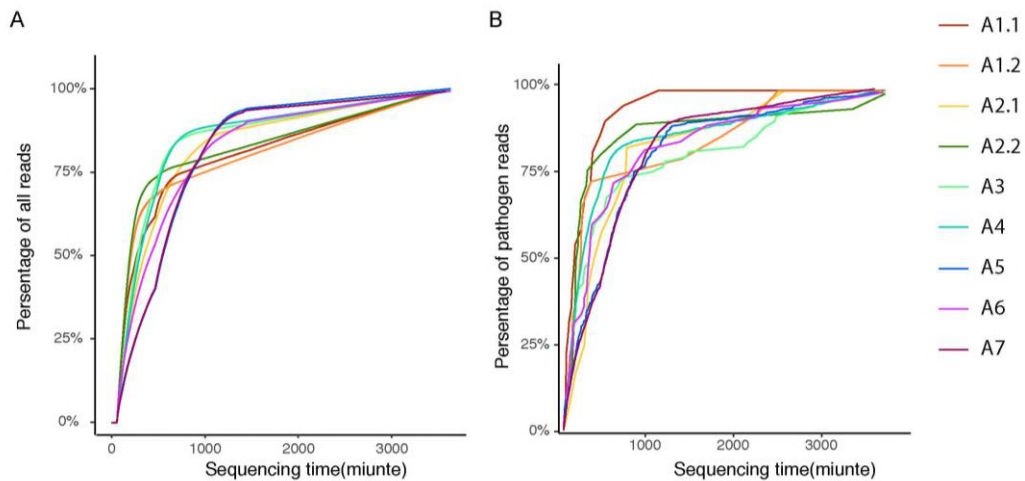 A
B
Persentage of all reads
100%
75%
50%
25%
0%
0
1000
2000
3000
Sequencing time(miunte)
Persentage of pathogen reads
100%
75%
50%
25%
0%
1000
2000
3000
Sequencing time(miunte)
A1.1
A1.2
A2.1
A2.2
A3
A4
A5
A6
A7